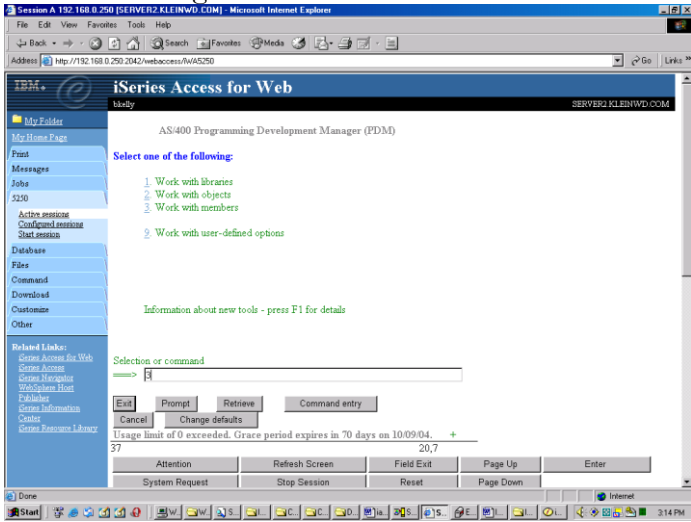 Session A 192.168.0.250 [SERVER2.KLEINWD.COM] - Microsoft Internet Explorer
File Edit View Favorites Tools Help
Back Search Favorites Media
Address http://192.168.0.250:2042/webaccess/iWA5250 Go Links »
IBM. iSeries Access for Web
bkelly SERVER2.KLEINWD.COM
My Folder
My Home Page
Print
Messages
Jobs
5250
Active sessions
Configured sessions
Start session
Database
Files
Command
Download
Customize
Other
Related Links:
iSeries Access for Web
iSeries Access
iSeries Navigator
WebSphere Host
Publisher
iSeries Information
Center
iSeries Resource Library
AS/400 Programming Development Manager (PDM)
Select one of the following:
1. Work with libraries
2. Work with objects
3. Work with members
9. Work with user-defined options
Information about new tools - press F1 for details
Selection or command
===> 3
Exit Prompt Retrieve Command entry
Cancel Change defaults
Usage limit of 0 exceeded. Grace period expires in 70 days on 10/09/04. +
37 20,7
Attention Refresh Screen Field Exit Page Up Enter
System Request Stop Session Reset Page Down
Done Internet
Start 3:14 PM